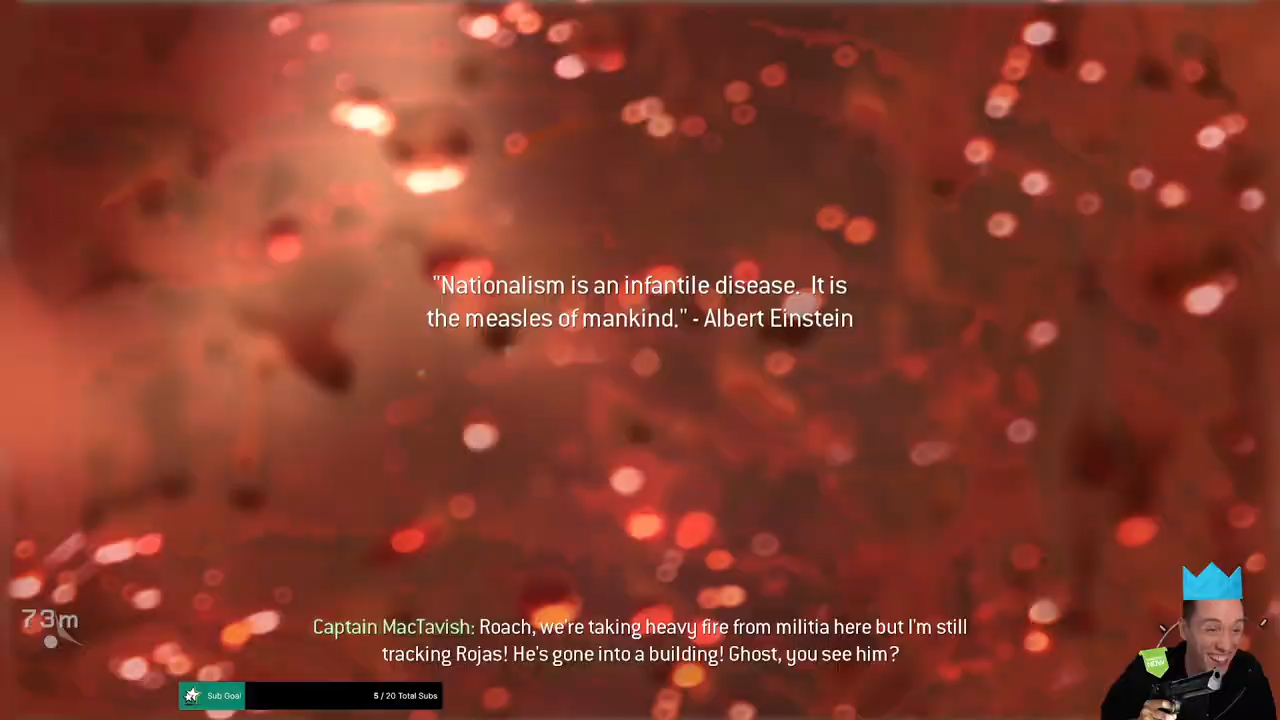 "Nationalism is an infantile disease.  It is
the measles of mankind." - Albert Einstein
73m
Captain MacTavish: Roach, we're taking heavy fire from militia here but I'm still
tracking Rojas! He's gone into a building! Ghost, you see him?
Sub Goal 5 / 20 Total Subs
NOW